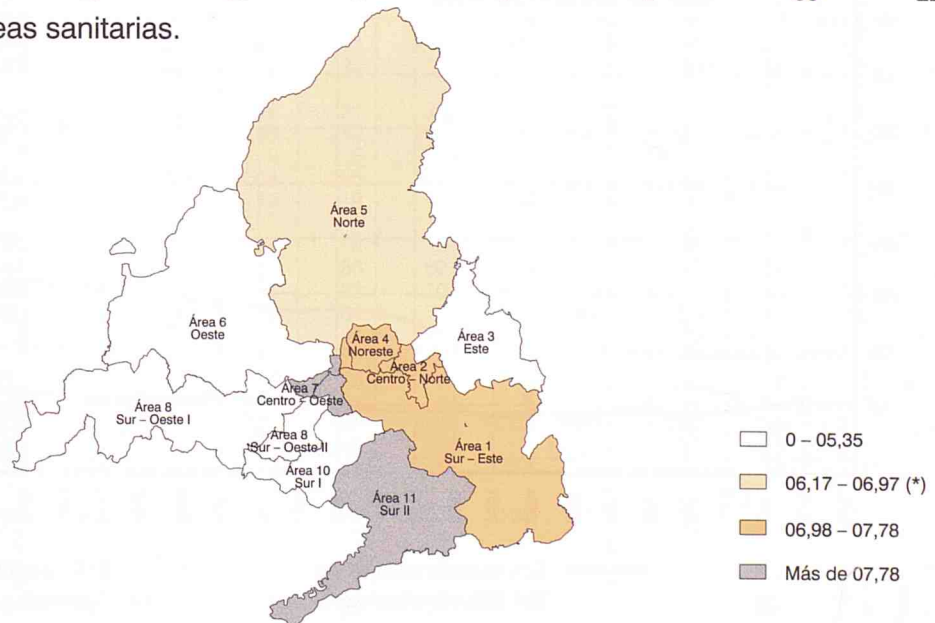 eas sanitarias.
Área 5
Norte
Área 6
Oeste
Área 3
Este
Área 4
Noreste
Área 2
Centro – Norte
Área 7
Centro – Oeste
Área 8
Sur – Oeste I
Área 8
Sur – Oeste II
Área 1
Sur – Este
Área 10
Sur I
Área 11
Sur II
0 – 05,35
06,17 – 06,97 (*)
06,98 – 07,78
Más de 07,78